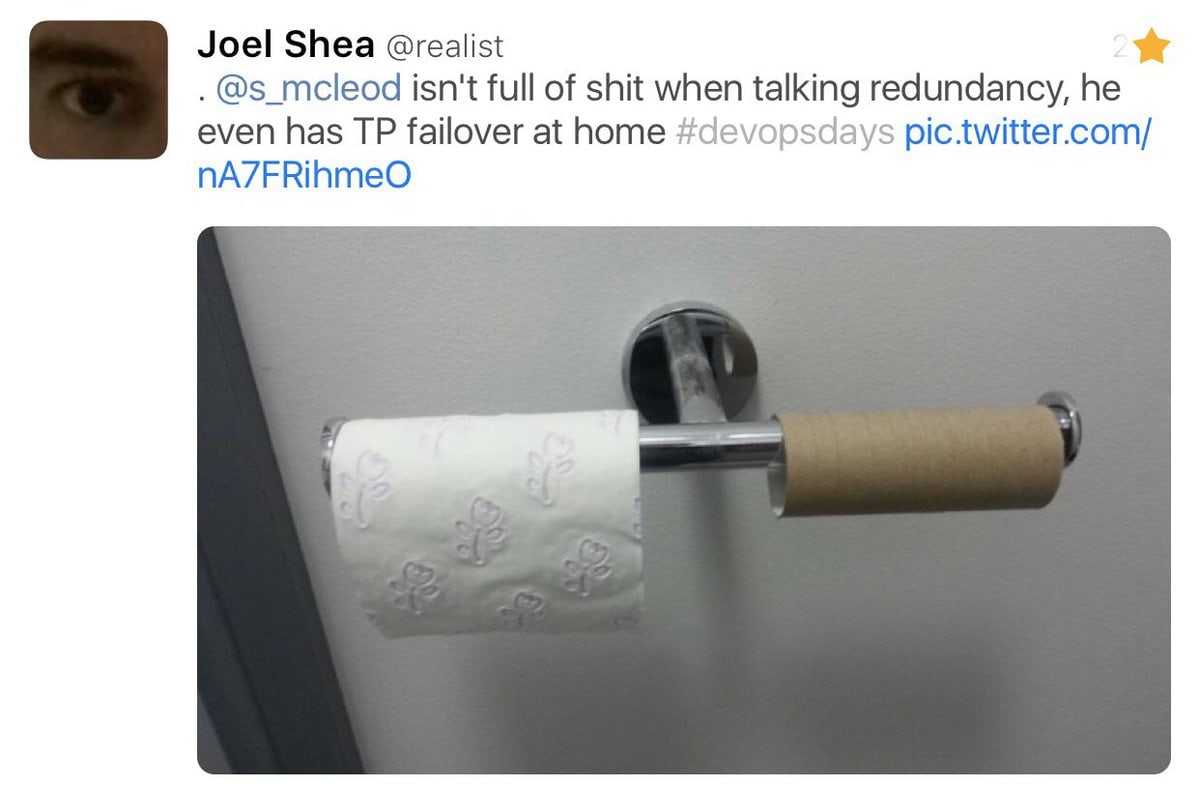 Joel Shea @realist 2
. @s_mcleod isn't full of shit when talking redundancy, he
even has TP failover at home #devopsdays pic.twitter.com/
nA7FRihmeO